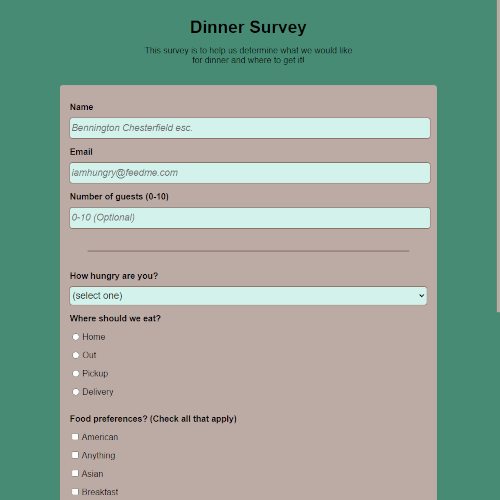 Dinner Survey
This survey is to help us determine what we would like
for dinner and where to get it!
Name
Bennington Chesterfield esc.
Email
iamhungry@feedme.com
Number of guests (0-10)
0-10 (Optional)
How hungry are you?
(select one)
Where should we eat?
Home
Out
Pickup
Delivery
Food preferences? (Check all that apply)
American
Anything
Asian
Breakfast